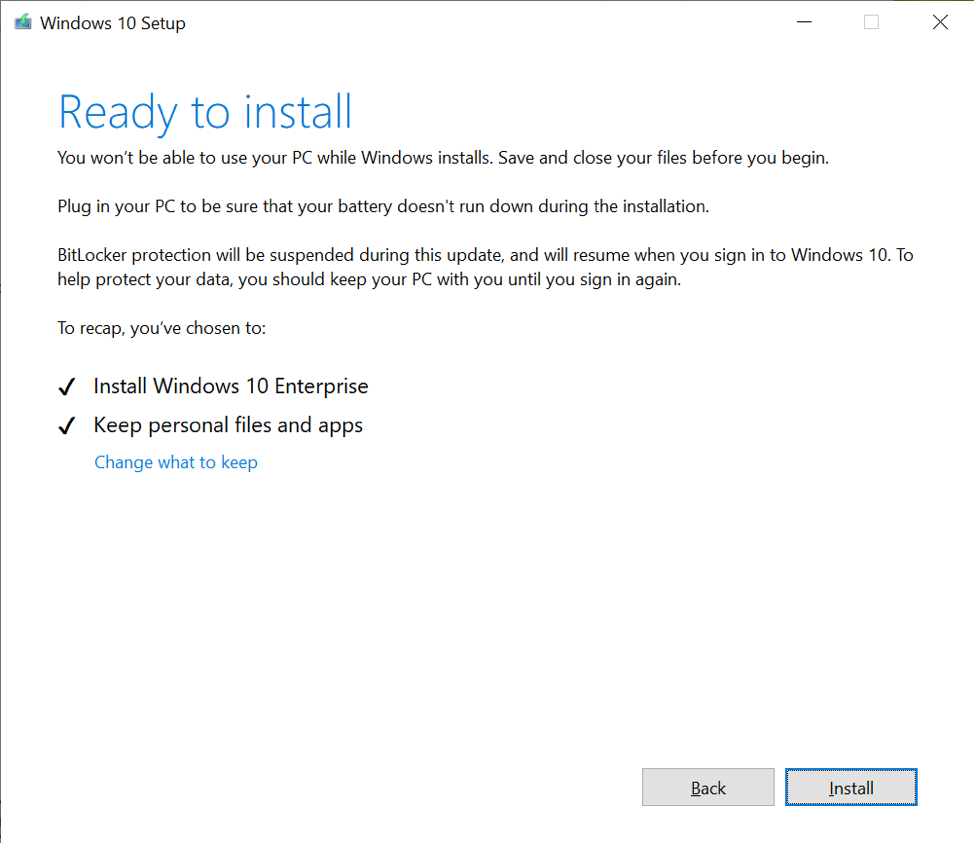 Windows 10 Setup
Ready to install
You won't be able to use your PC while Windows installs. Save and close your files before you begin.
Plug in your PC to be sure that your battery doesn't run down during the installation.
BitLocker protection will be suspended during this update, and will resume when you sign in to Windows 10. To
help protect your data, you should keep your PC with you until you sign in again.
To recap, you've chosen to:
Install Windows 10 Enterprise
Keep personal files and apps
Change what to keep
Back
Install